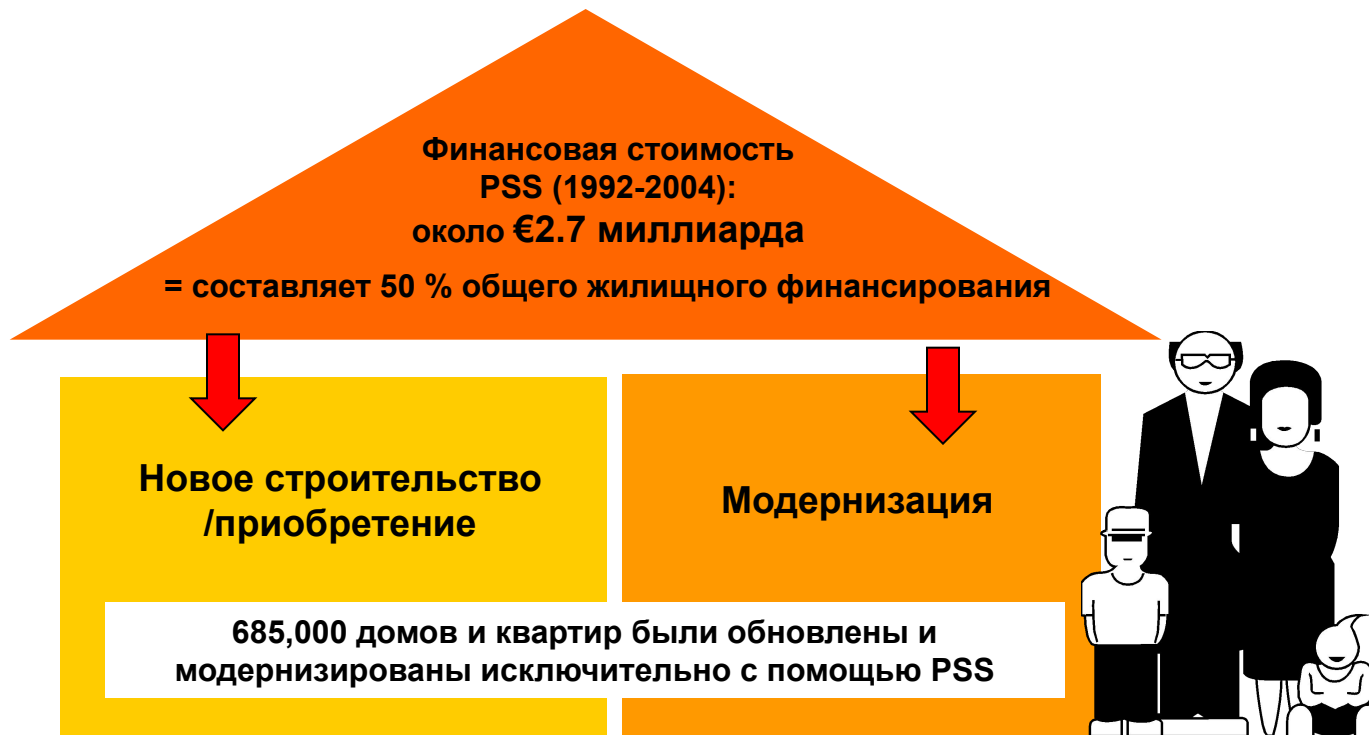 Финансовая стоимость
PSS (1992-2004):
около €2.7 миллиарда
= составляет 50 % общего жилищного финансирования
Новое строительство
/приобретение
Модернизация
685,000 домов и квартир были обновлены и
модернизированы исключительно с помощью PSS